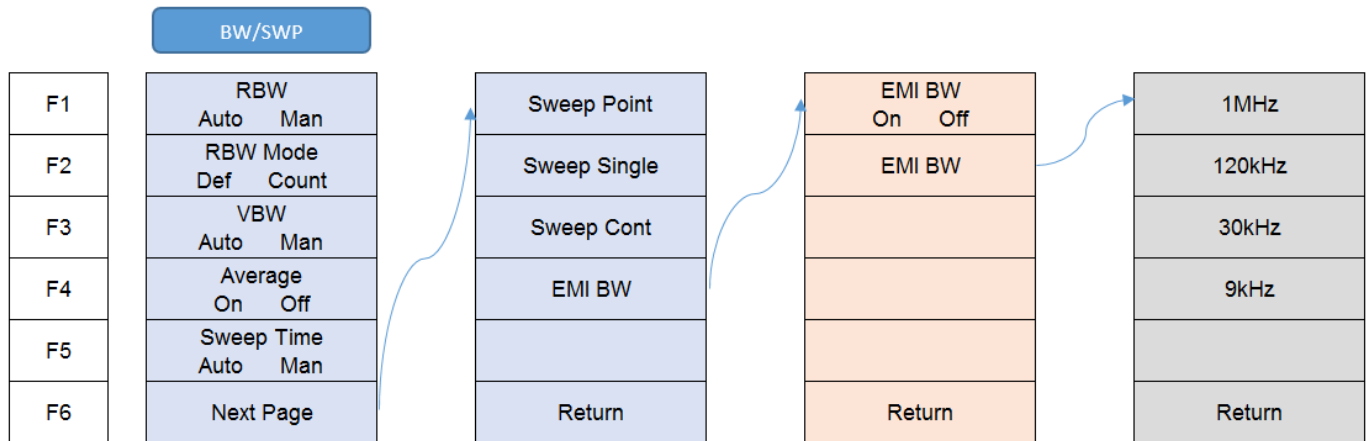 BW/SWP
F1
RBW
Auto Man
Sweep Point
EMI BW
On Off
1MHz
F2
RBW Mode
Def Count
Sweep Single
EMI BW
120kHz
F3
VBW
Auto Man
Sweep Cont
30kHz
F4
Average
On Off
EMI BW
9kHz
F5
Sweep Time
Auto Man
F6
Next Page
Return
Return
Return